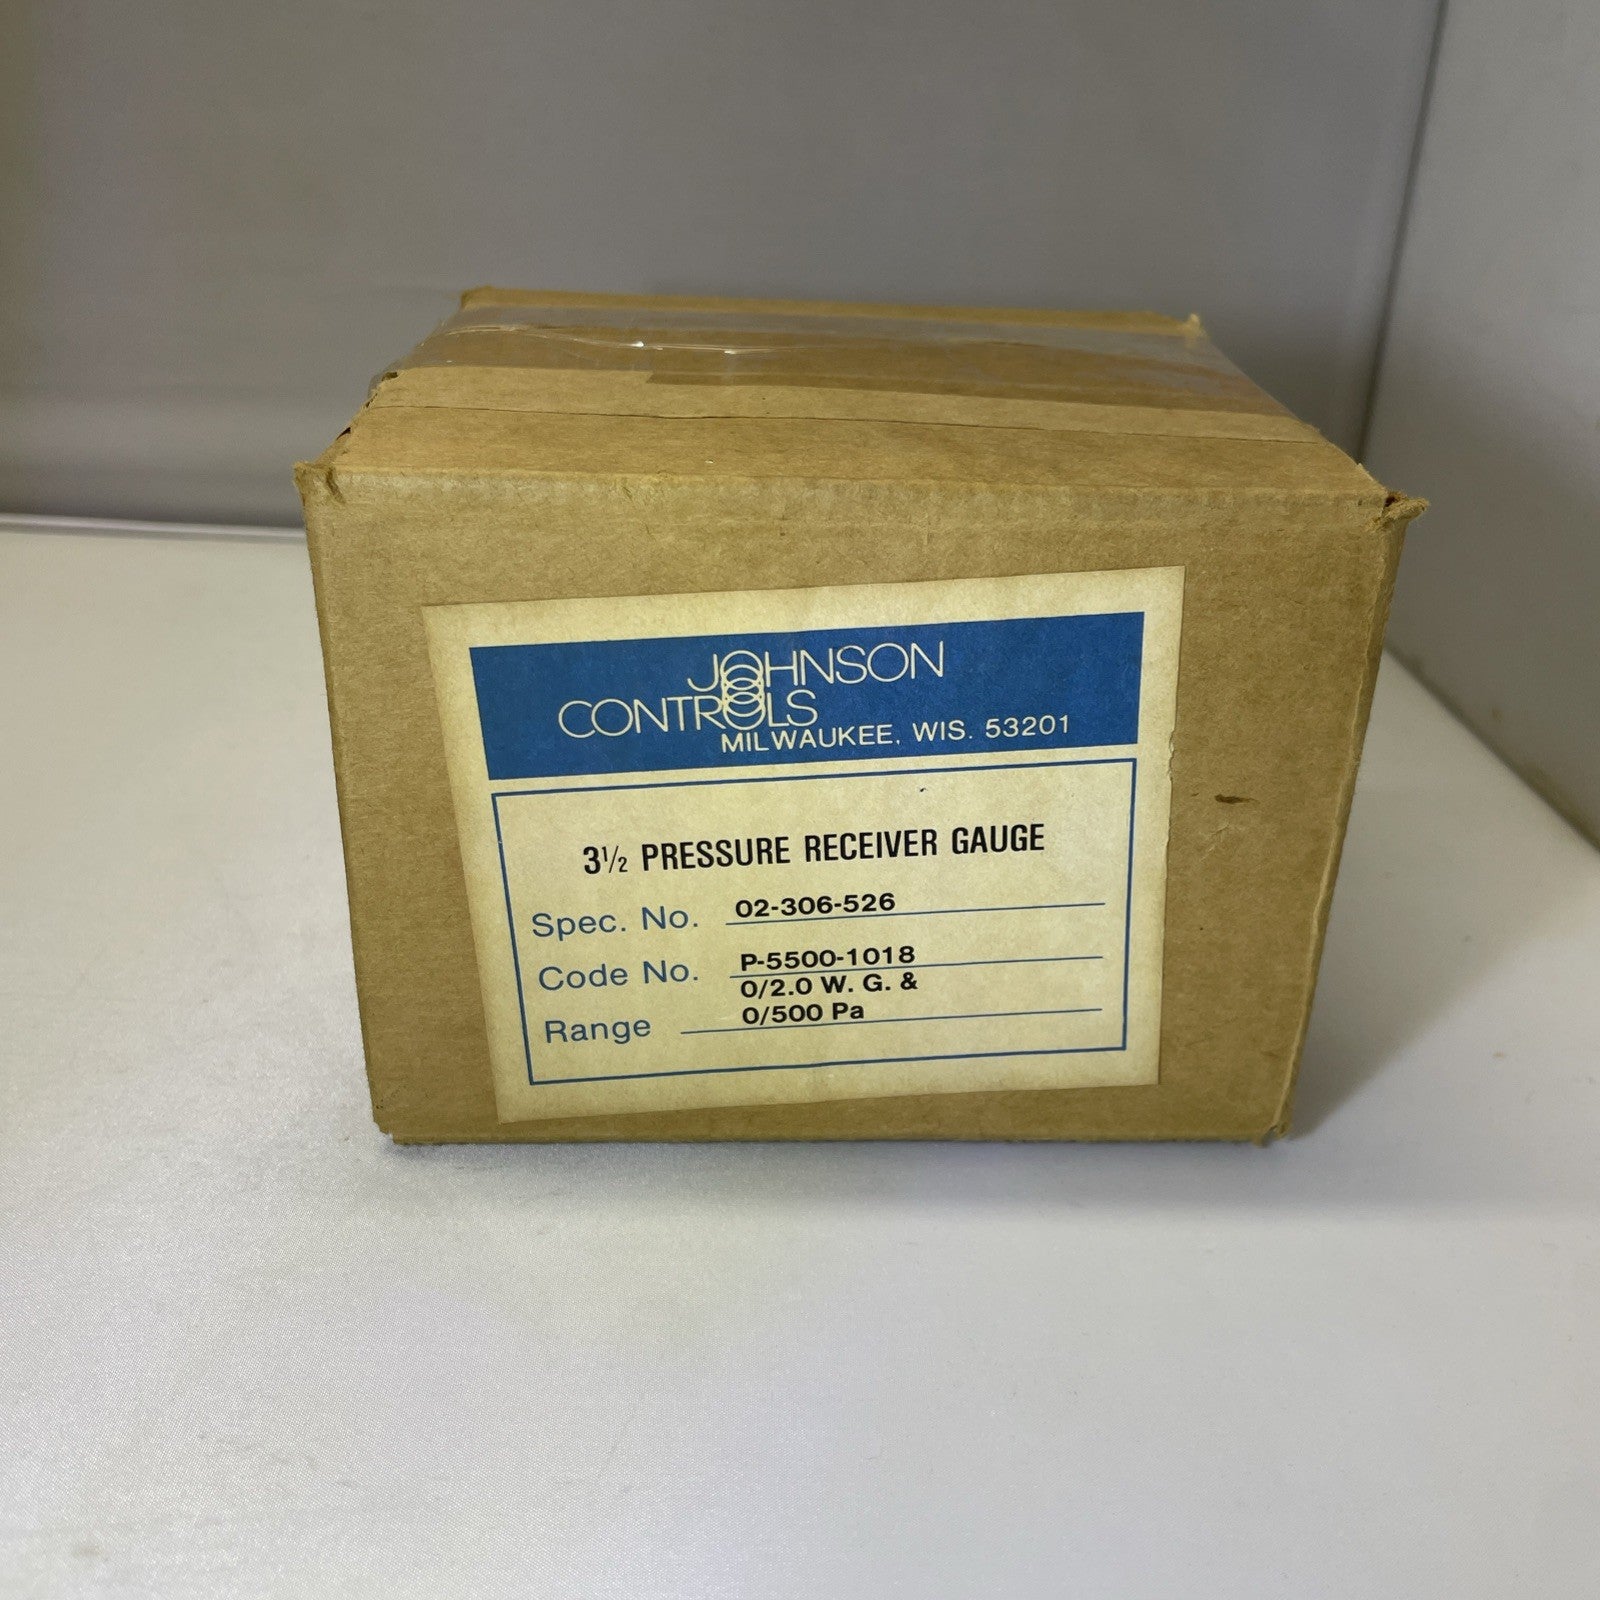 JOHNSON
CONTROLS
MILWAUKEE, WIS. 53201
3½ PRESSURE RECEIVER GAUGE
Spec. No. 02-306-526
Code No. P-5500-1018
0/2.0 W. G. &
Range 0/500 Pa